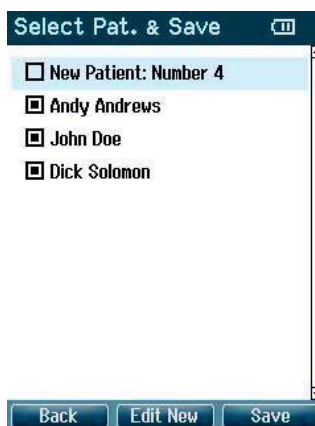 Select Pat. & Save
New Patient: Number 4
Andy Andrews
John Doe
Dick Solomon
Back Edit New Save